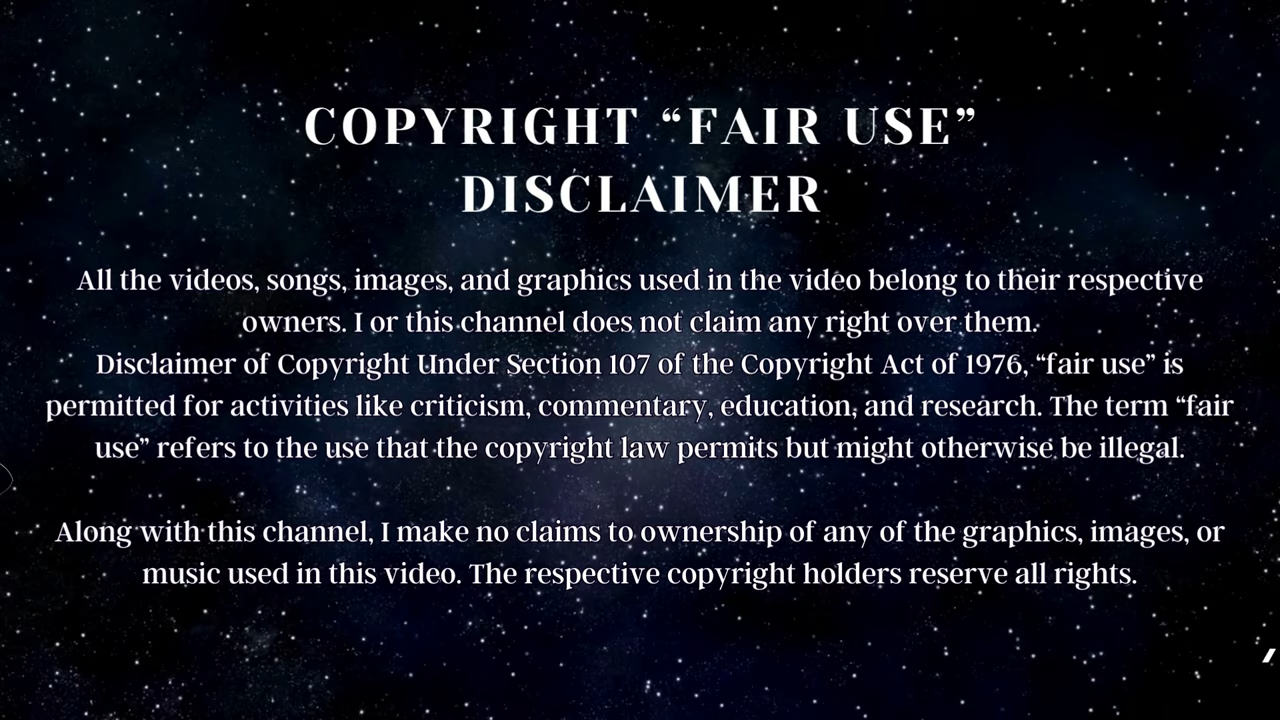 COPYRIGHT “FAIR USE”
DISCLAIMER
All the videos, songs, images, and graphics used in the video belong to their respective
owners. I or this channel does not claim any right over them.
Disclaimer of Copyright Under Section 107 of the Copyright Act of 1976, “fair use” is
permitted for activities like criticism, commentary, education, and research. The term “fair
use” refers to the use that the copyright law permits but might otherwise be illegal.
Along with this channel, I make no claims to ownership of any of the graphics, images, or
music used in this video. The respective copyright holders reserve all rights.